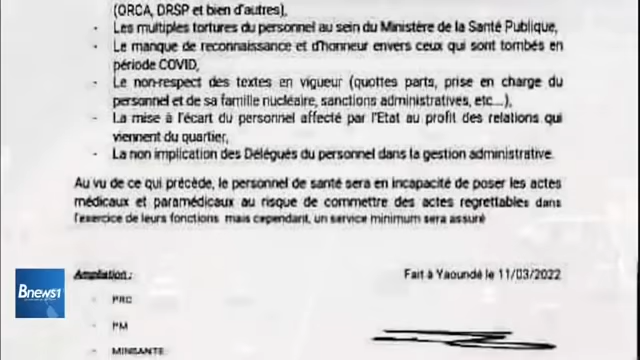 (ORCA, DRSP et bien d'autres),
- Les multiples tortures du personnel au sein du Ministère de la Santé Publique,
- Le manque de reconnaissance et d'honneur envers ceux qui sont tombés en
période COVID,
- Le non-respect des textes en vigueur (quottes parts, prise en charge du
personnel et de sa famille nucléaire, sanctions administratives, etc...),
- La mise à l'écart du personnel affecté par l'Etat au profit des relations qui
viennent du quartier,
- La non implication des Délégués du personnel dans la gestion administrative.
Au vu de ce qui précède, le personnel de santé sera en incapacité de poser les actes
médicaux et paramédicaux au risque de commettre des actes regrettables dans
l'exercice de leurs fonctions mais cependant, un service minimum sera assuré
Ampliation :
Fait à Yaoundé le 11/03/2022
- PRC
- PM
- MINSANTE
Bnews1